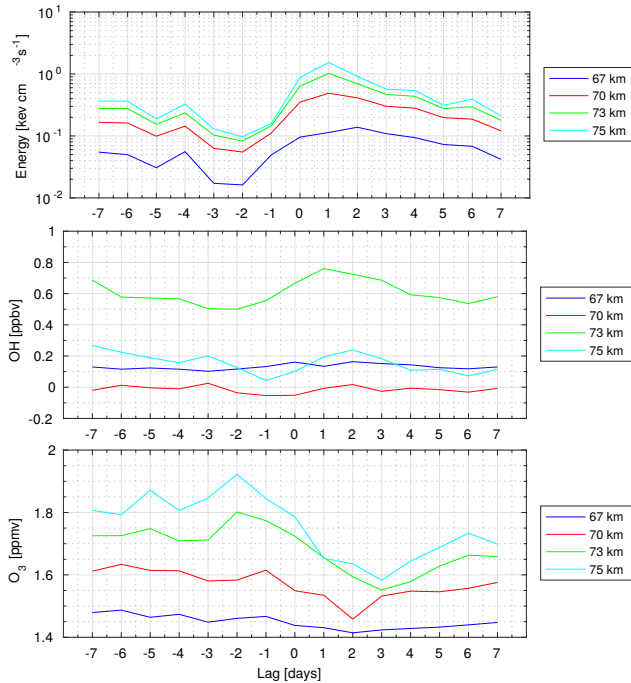 Energy [kev cm⁻³s⁻¹]
10¹
10⁰
10⁻¹
10⁻²
-7 -6 -5 -4 -3 -2 -1 0 1 2 3 4 5 6 7
67 km
70 km
73 km
75 km
OH [ppbv]
1
0.8
0.6
0.4
0.2
0
-0.2
-7 -6 -5 -4 -3 -2 -1 0 1 2 3 4 5 6 7
67 km
70 km
73 km
75 km
O₃ [ppmv]
2
1.8
1.6
1.4
-7 -6 -5 -4 -3 -2 -1 0 1 2 3 4 5 6 7
Lag [days]
67 km
70 km
73 km
75 km